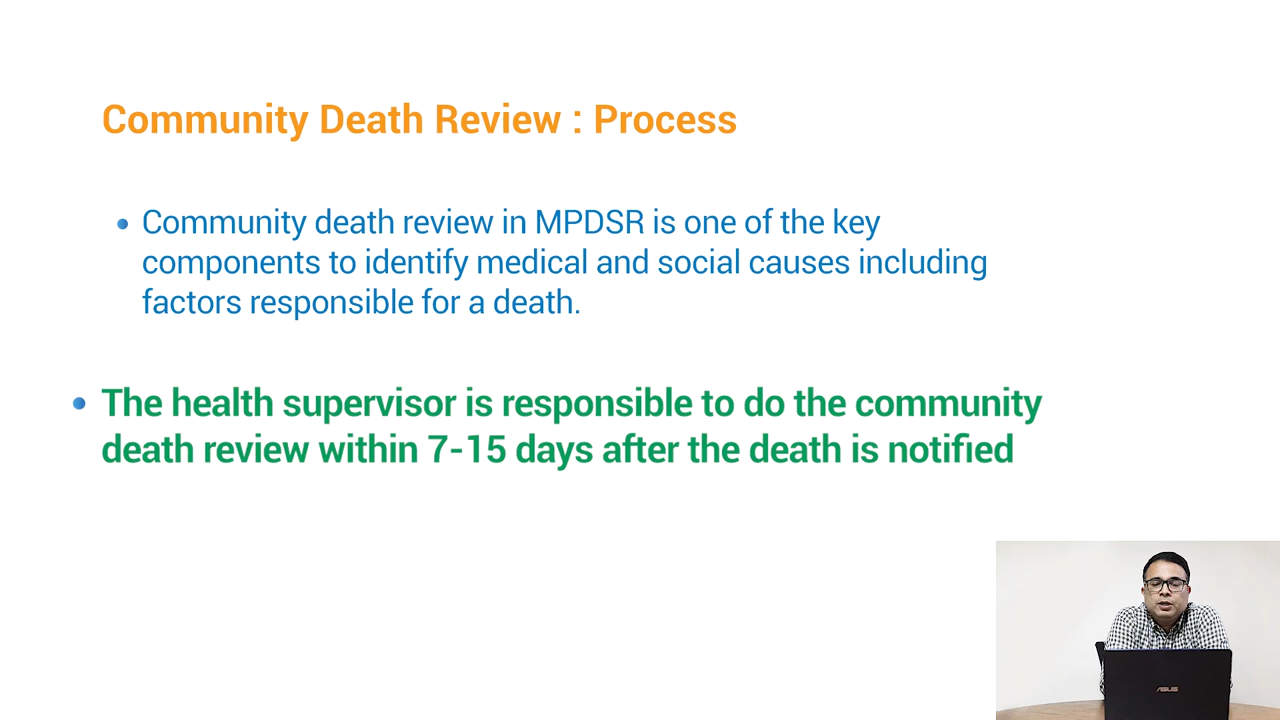 Community Death Review : Process
Community death review in MPDSR is one of the key
components to identify medical and social causes including
factors responsible for a death.
The health supervisor is responsible to do the community
death review within 7-15 days after the death is notified
ASUS